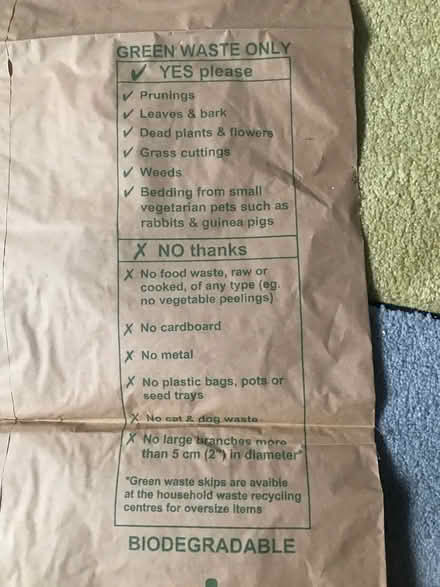 GREEN WASTE ONLY
✓ YES please
✓ Prunings
✓ Leaves & bark
✓ Dead plants & flowers
✓ Grass cuttings
✓ Weeds
✓ Bedding from small
vegetarian pets such as
rabbits & guinea pigs
✗ NO thanks
✗ No food waste, raw or
cooked, of any type (eg.
no vegetable peelings)
✗ No cardboard
✗ No metal
✗ No plastic bags, pots or
seed trays
✗ No cat & dog waste
✗ No large branches more
than 5 cm (2") in diameter*
*Green waste skips are avaible
at the household waste recycling
centres for oversize items
BIODEGRADABLE